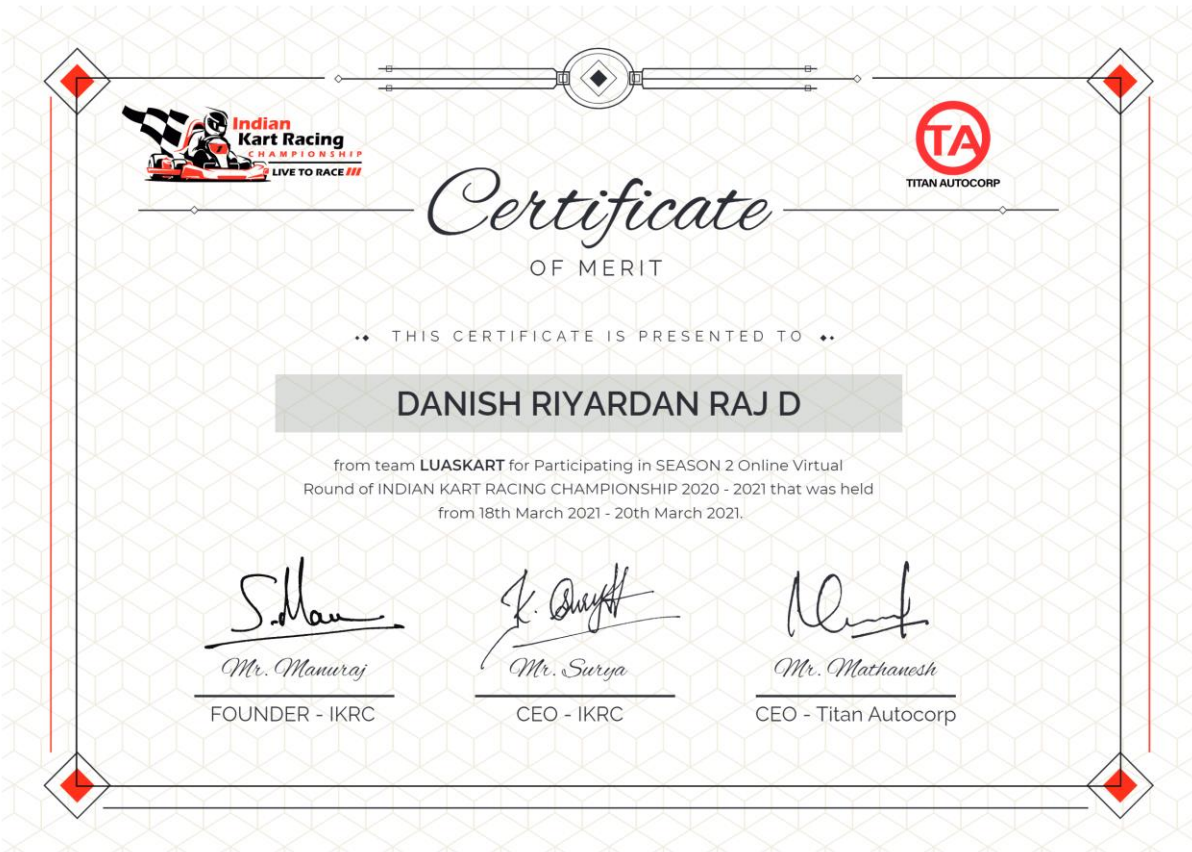 Indian
Kart Racing
CHAMPIONSHIP
LIVE TO RACE
TA
TITAN AUTOCORP
Certificate
OF MERIT
THIS CERTIFICATE IS PRESENTED TO
DANISH RIYARDAN RAJ D
from team LUASKART for Participating in SEASON 2 Online Virtual
Round of INDIAN KART RACING CHAMPIONSHIP 2020 - 2021 that was held
from 18th March 2021 - 20th March 2021.
Mr. Manuraj
Mr. Surya
Mr. Mathanesh
FOUNDER - IKRC
CEO - IKRC
CEO - Titan Autocorp